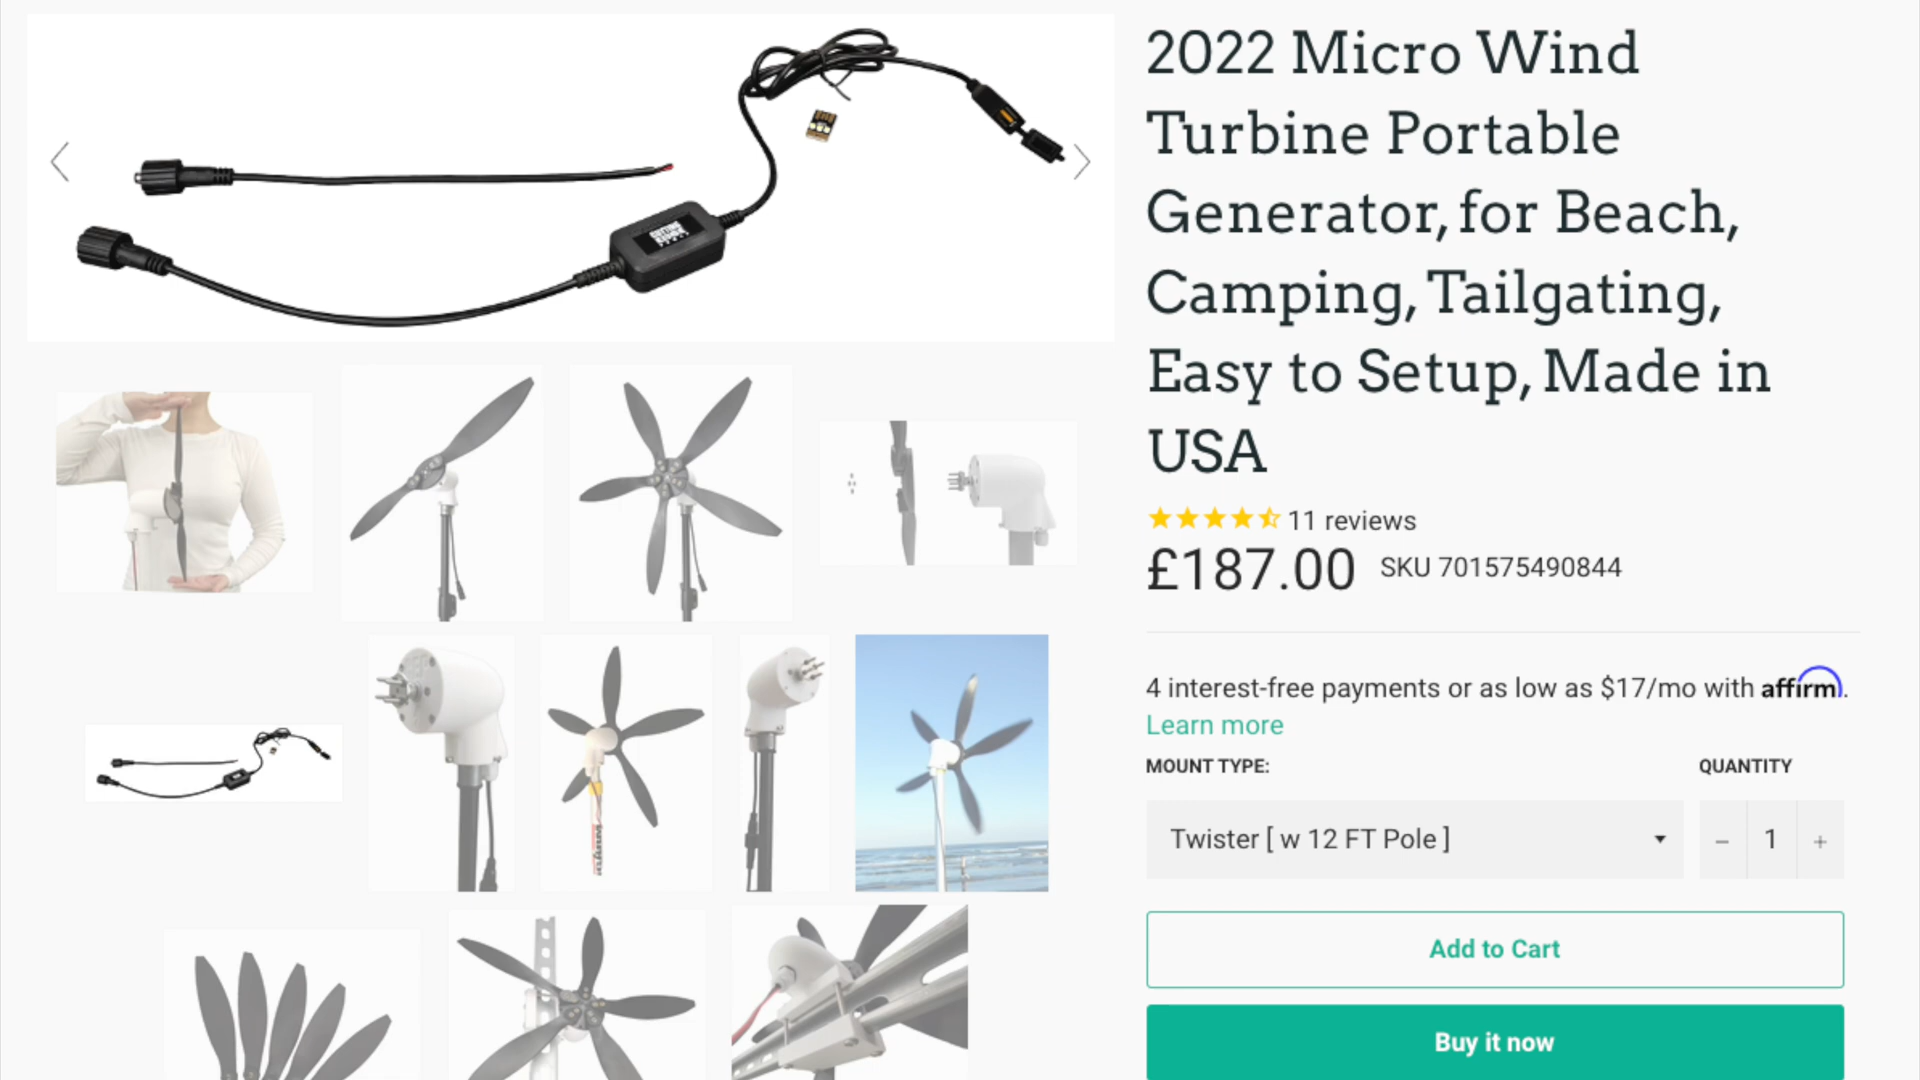 2022 Micro Wind
Turbine Portable
Generator, for Beach,
Camping, Tailgating,
Easy to Setup, Made in
USA
11 reviews
£187.00 SKU 701575490844
4 interest-free payments or as low as $17/mo with affirm.
Learn more
MOUNT TYPE: QUANTITY
Twister [ w 12 FT Pole ] − 1 +
Add to Cart
Buy it now